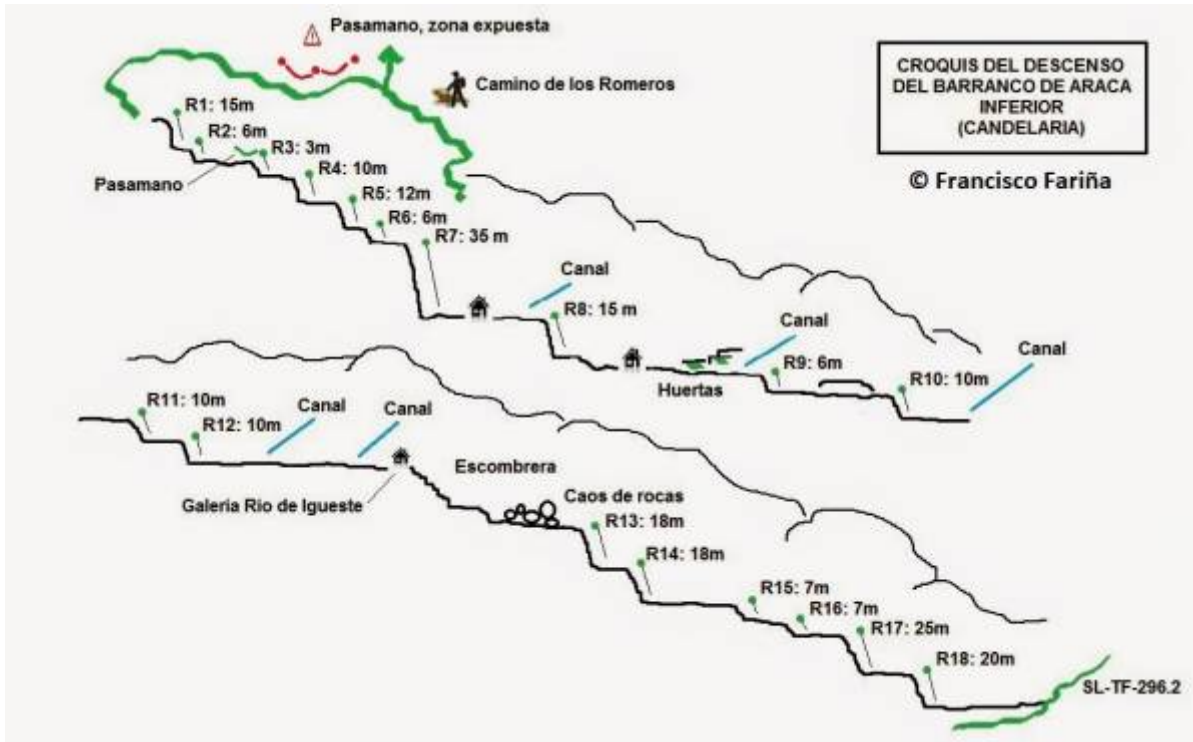 Pasamano, zona expuesta
Camino de los Romeros
CROQUIS DEL DESCENSO
DEL BARRANCO DE ARACA
INFERIOR
(CANDELARIA)
© Francisco Fariña
R1: 15m
R2: 6m
R3: 3m
Pasamano
R4: 10m
R5: 12m
R6: 6m
R7: 35 m
Canal
R8: 15 m
Canal
Huertas
R9: 6m
Canal
R10: 10m
R11: 10m
R12: 10m
Canal
Canal
Galeria Rio de Igueste
Escombrera
Caos de rocas
R13: 18m
R14: 18m
R15: 7m
R16: 7m
R17: 25m
R18: 20m
SL-TF-296.2